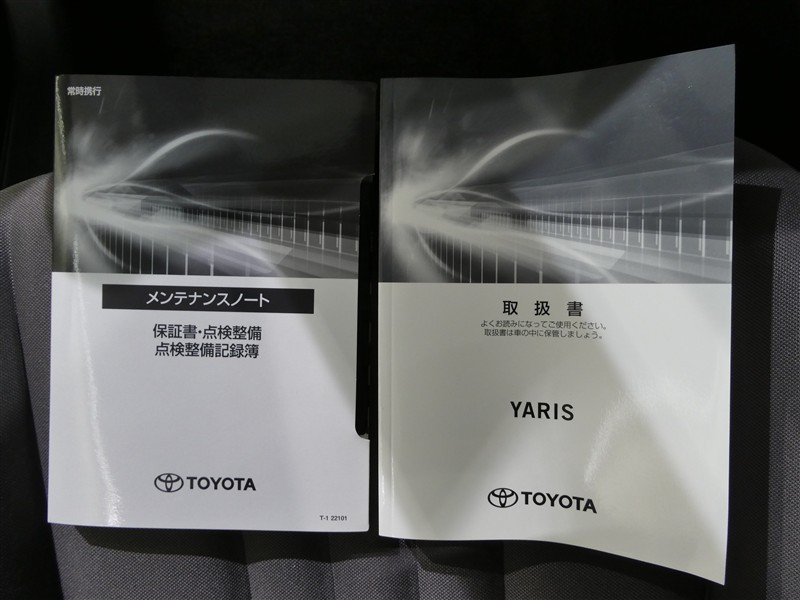 常時携行
メンテナンスノート
保証書・点検整備
点検整備記録簿
TOYOTA
T-1 22101
取扱書
よくお読みになってご使用ください。
取扱書は車の中に保管しましょう。
YARIS
TOYOTA